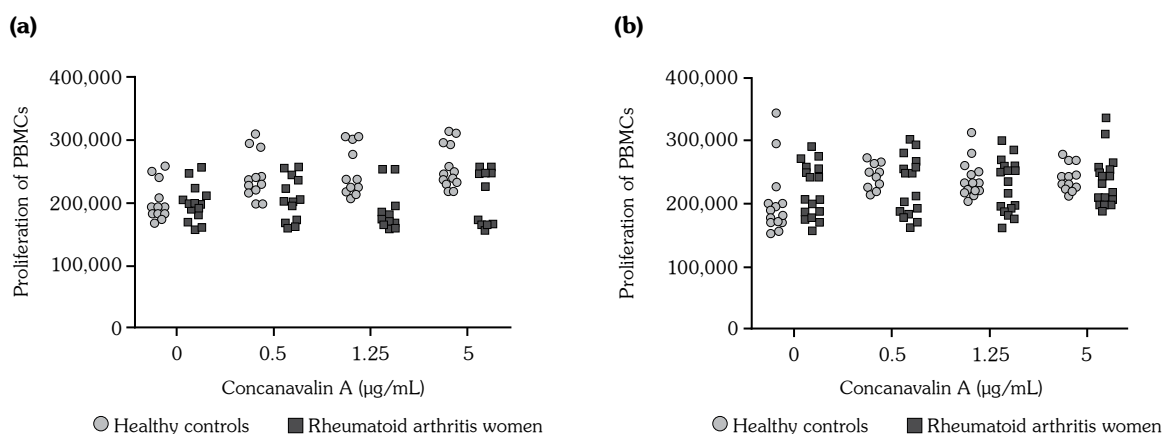 (a)
400,000
300,000
200,000
100,000
0
Proliferation of PBMCs
0 0.5 1.25 5
Concanavalin A (µg/mL)
Healthy controls Rheumatoid arthritis women
(b)
400,000
300,000
200,000
100,000
0
Proliferation of PBMCs
0 0.5 1.25 5
Concanavalin A (µg/mL)
Healthy controls Rheumatoid arthritis women